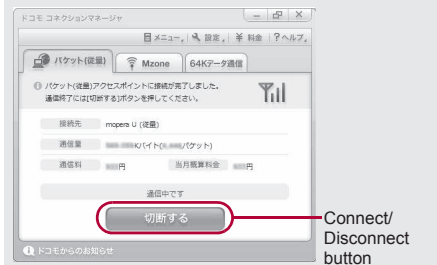 ドコモ コネクションマネージャ
メニュー 設定 ¥ 料金 ? ヘルプ
パケット(従量) Mzone 64Kデータ通信
パケット(従量)アクセスポイントに接続が完了しました。
通信終了には[切断する]ボタンを押してください。
接続先 mopera U (従量)
通信量 Kバイト( パケット)
通信料 円 当月概算料金 円
通信中です
切断する
Connect/
Disconnect
button
ドコモからのお知らせ